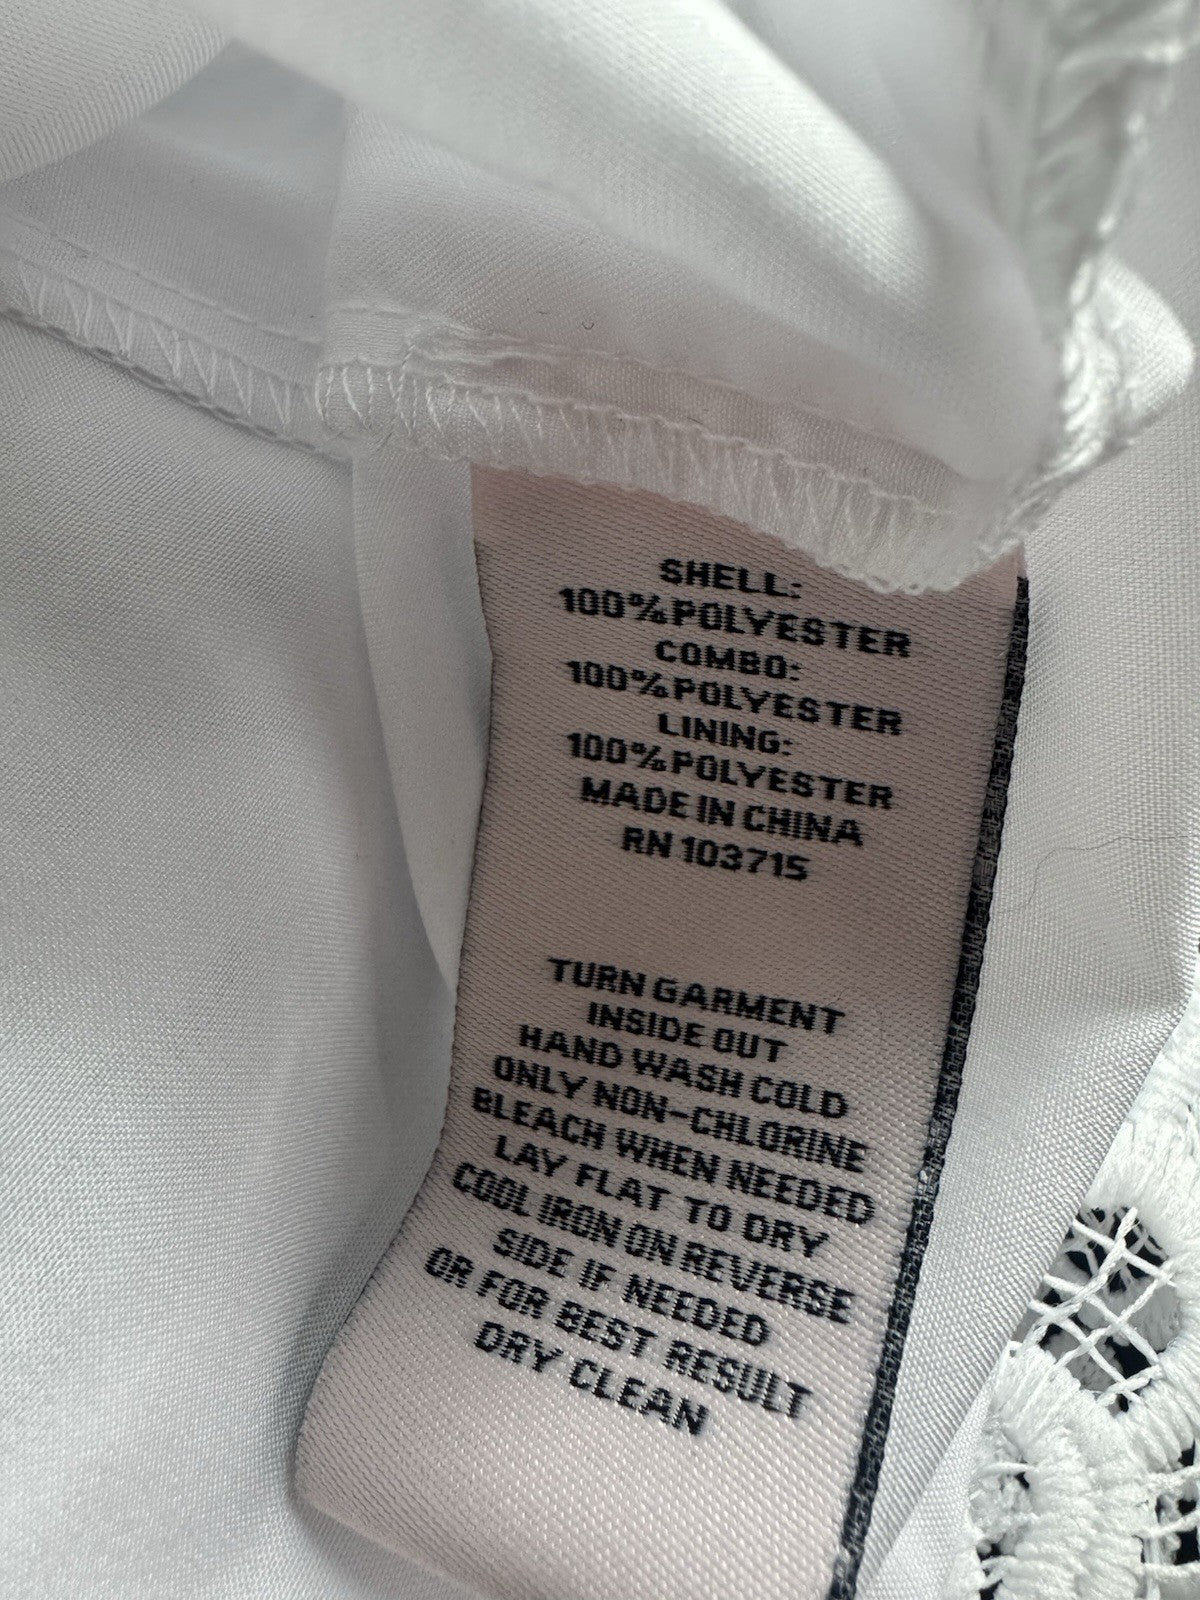 SHELL:
100%POLYESTER
COMBO:
100%POLYESTER
LINING:
100%POLYESTER
MADE IN CHINA
RN 103715
TURN GARMENT
INSIDE OUT
HAND WASH COLD
ONLY NON-CHLORINE
BLEACH WHEN NEEDED
LAY FLAT TO DRY
COOL IRON ON REVERSE
SIDE IF NEEDED
OR FOR BEST RESULT
DRY CLEAN